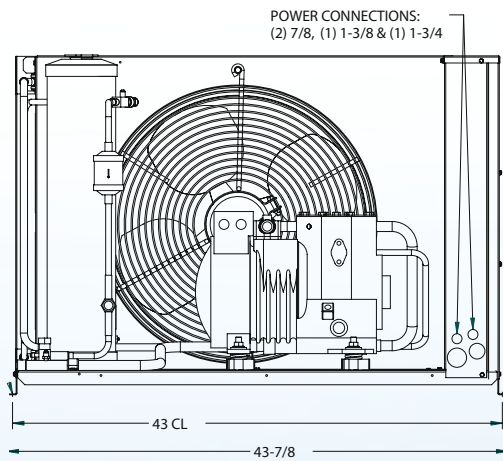 POWER CONNECTIONS:
(2) 7/8, (1) 1-3/8 & (1) 1-3/4
43 CL
43-7/8